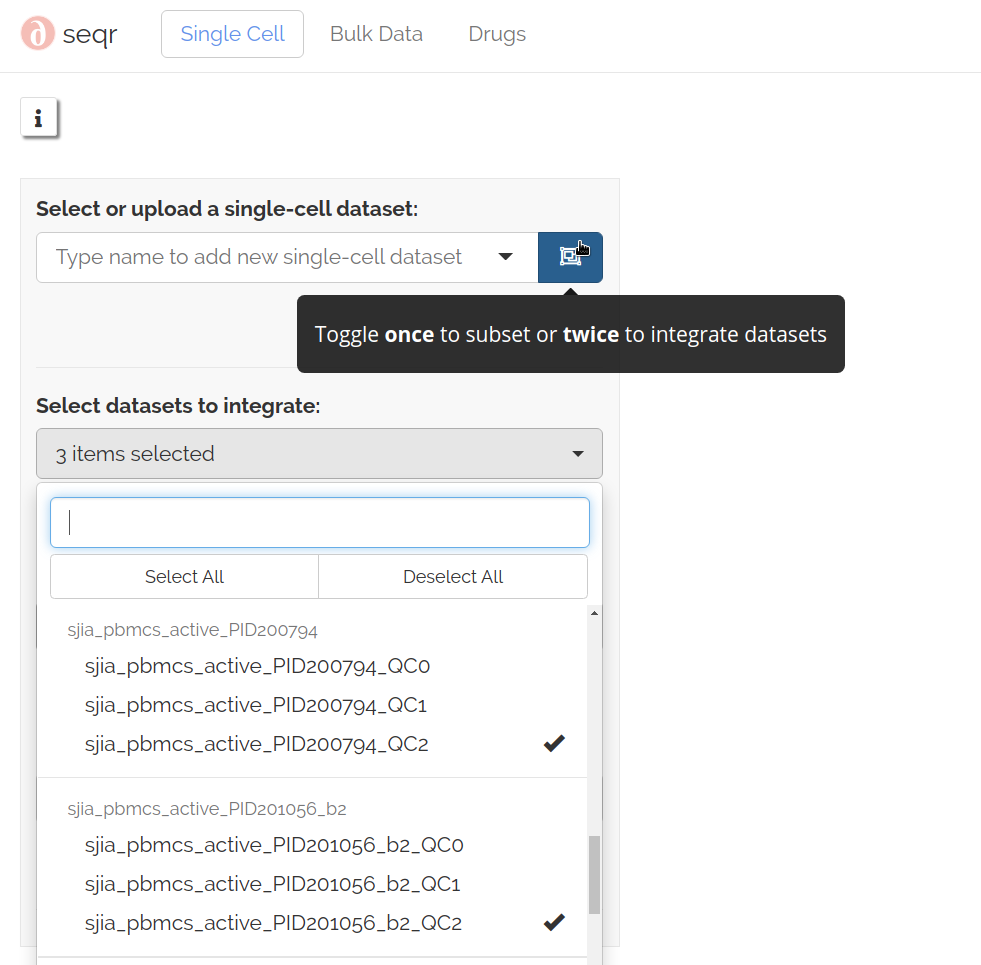 seqr
Single Cell
Bulk Data
Drugs
i
Select or upload a single-cell dataset:
Type name to add new single-cell dataset
Toggle once to subset or twice to integrate datasets
Select datasets to integrate:
3 items selected
Select All
Deselect All
sjia_pbmcs_active_PID200794
sjia_pbmcs_active_PID200794_QC0
sjia_pbmcs_active_PID200794_QC1
sjia_pbmcs_active_PID200794_QC2
sjia_pbmcs_active_PID201056_b2
sjia_pbmcs_active_PID201056_b2_QC0
sjia_pbmcs_active_PID201056_b2_QC1
sjia_pbmcs_active_PID201056_b2_QC2